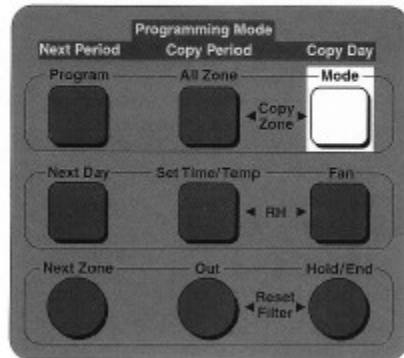 Programming Mode
Next Period Copy Period Copy Day
Program All Zone Mode
◄Copy► Zone
Next Day Set Time/Temp Fan
◄ RH ►
Next Zone Out Hold/End
◄Reset► Filter